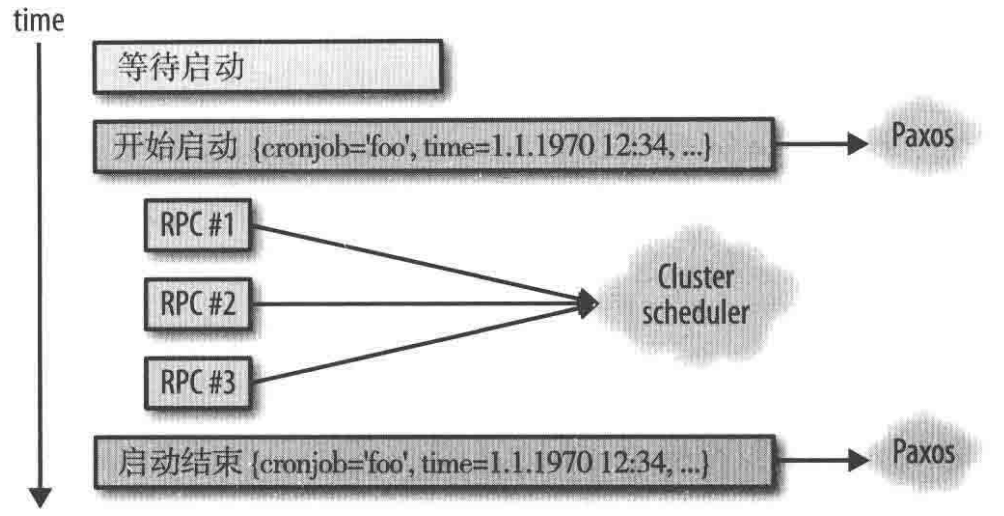 time
等待启动
开始启动 {cronjob='foo', time=1.1.1970 12:34, ...}
Paxos
RPC #1
RPC #2
RPC #3
Cluster
scheduler
启动结束 {cronjob='foo', time=1.1.1970 12:34, ...}
Paxos